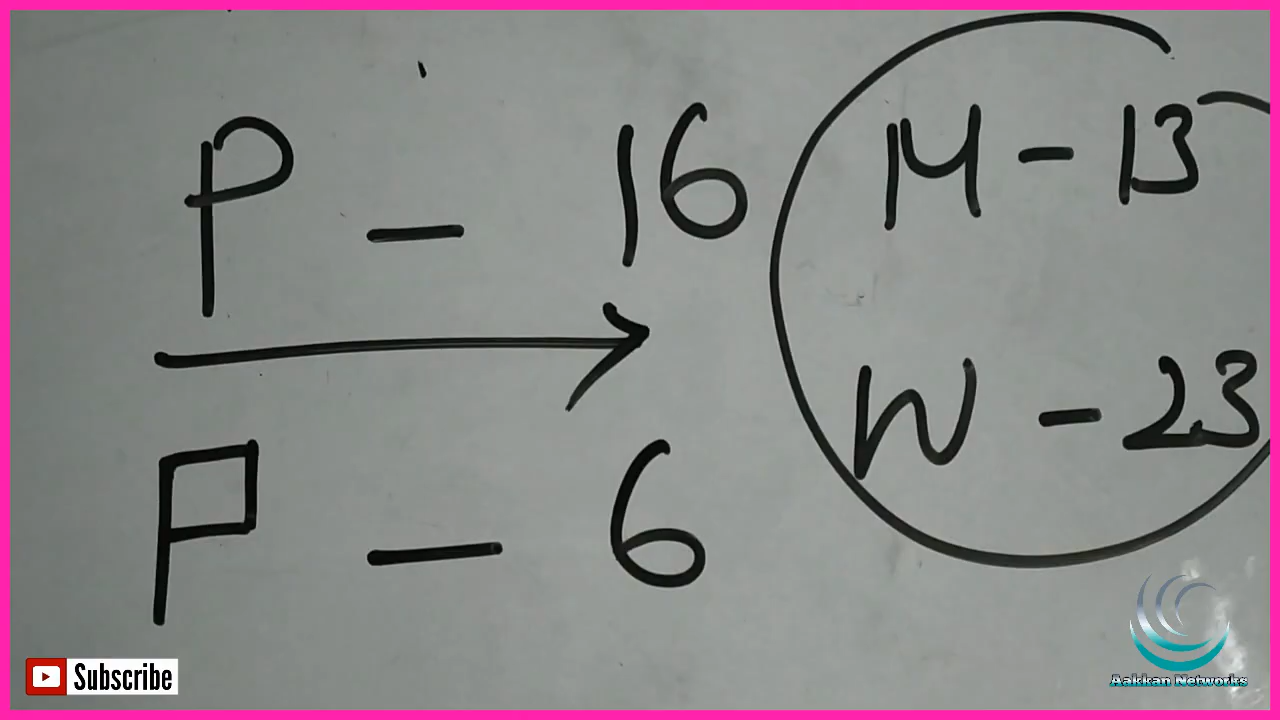 P - 16
M - 13
W - 23
P - 6
Subscribe
Aakkan Networks